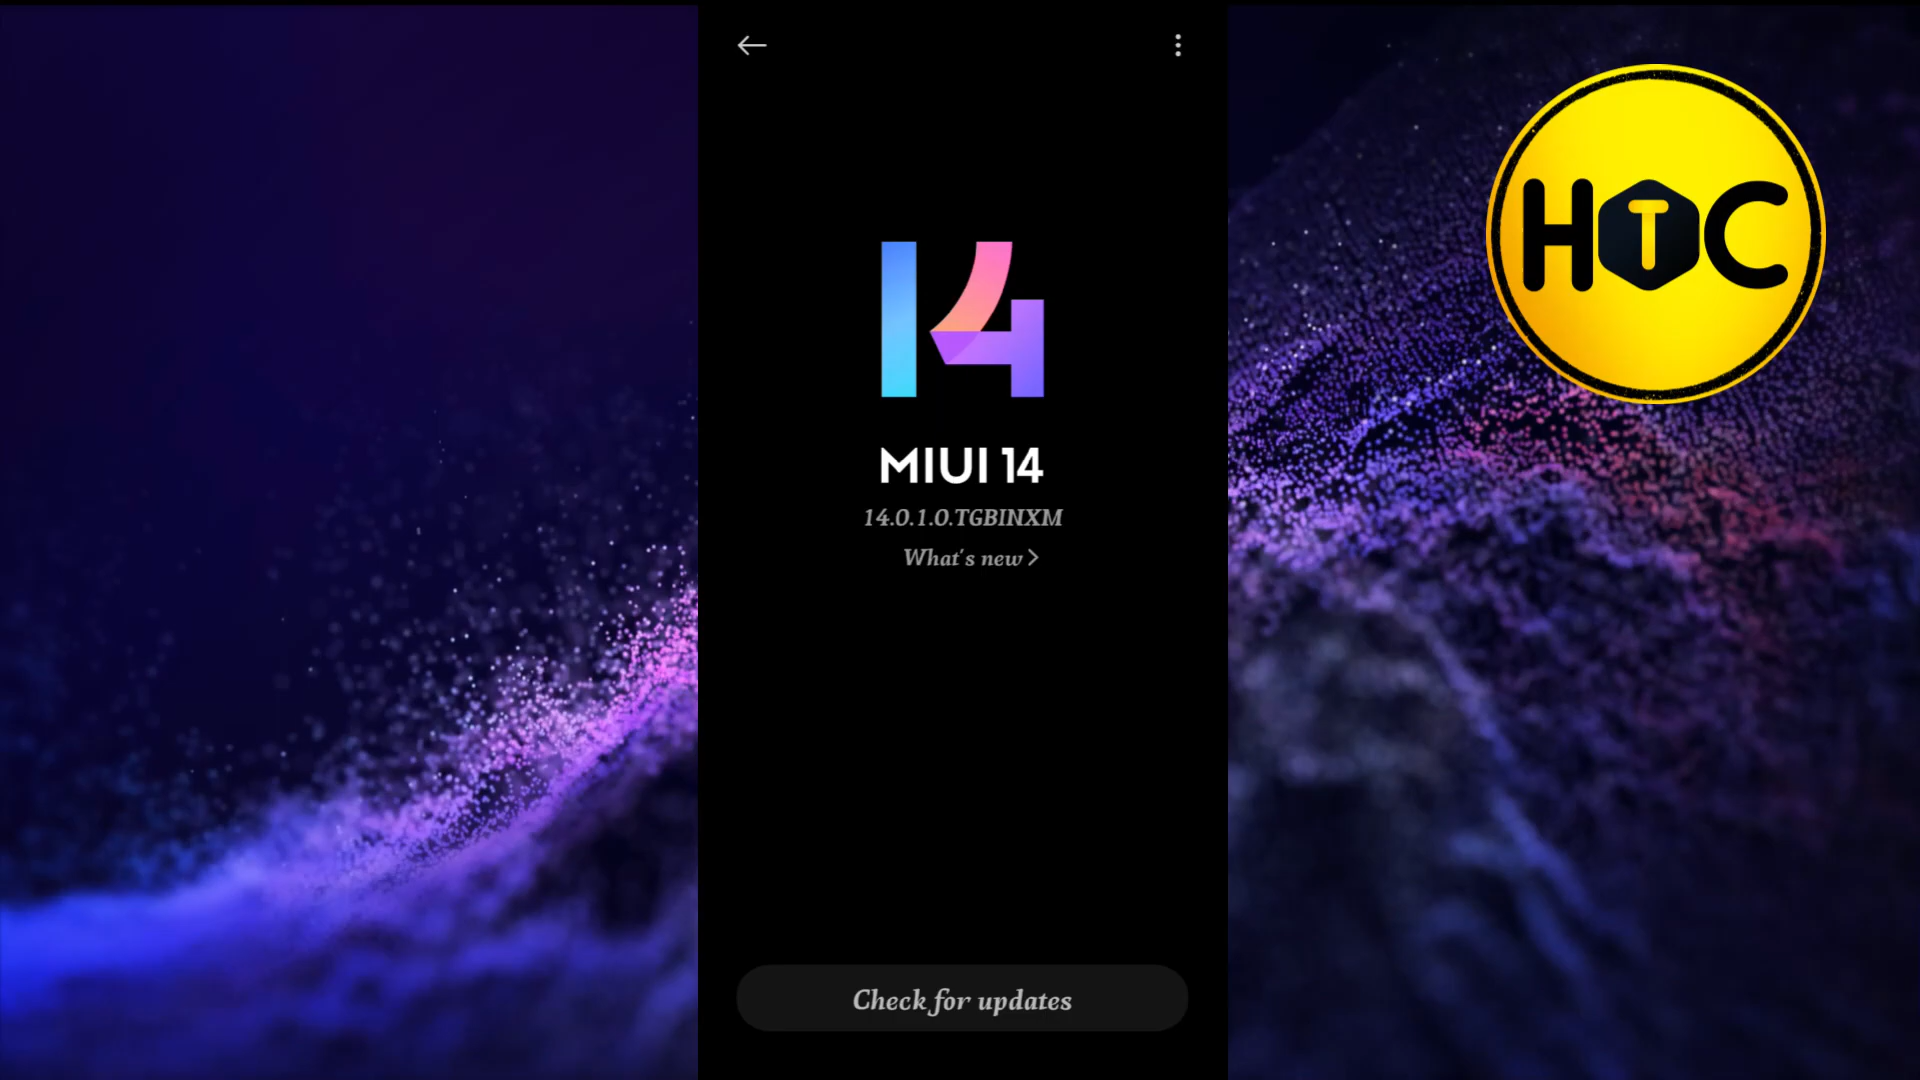 HTC
14
MIUI 14
14.0.1.0.TGBINXM
What's new >
Check for updates